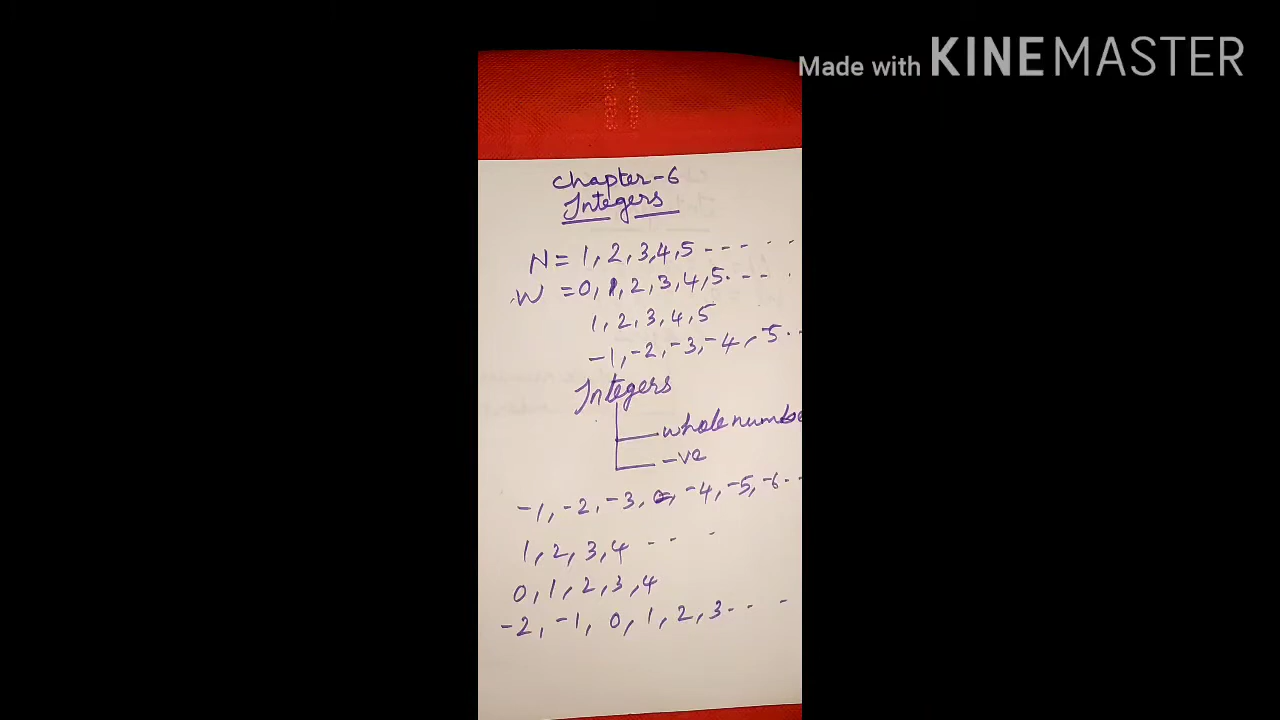 Made with KINEMASTER
Chapter-6
Integers
N = 1, 2, 3, 4, 5 - - - - -
W = 0, 1, 2, 3, 4, 5. - - .
1, 2, 3, 4, 5
-1, -2, -3, -4, -5 . . -
Integers
whole numbe
-ve
-1, -2, -3, -4, -5, -6 . . -
1, 2, 3, 4 - - -
0, 1, 2, 3, 4
-2, -1, 0, 1, 2, 3 - - -